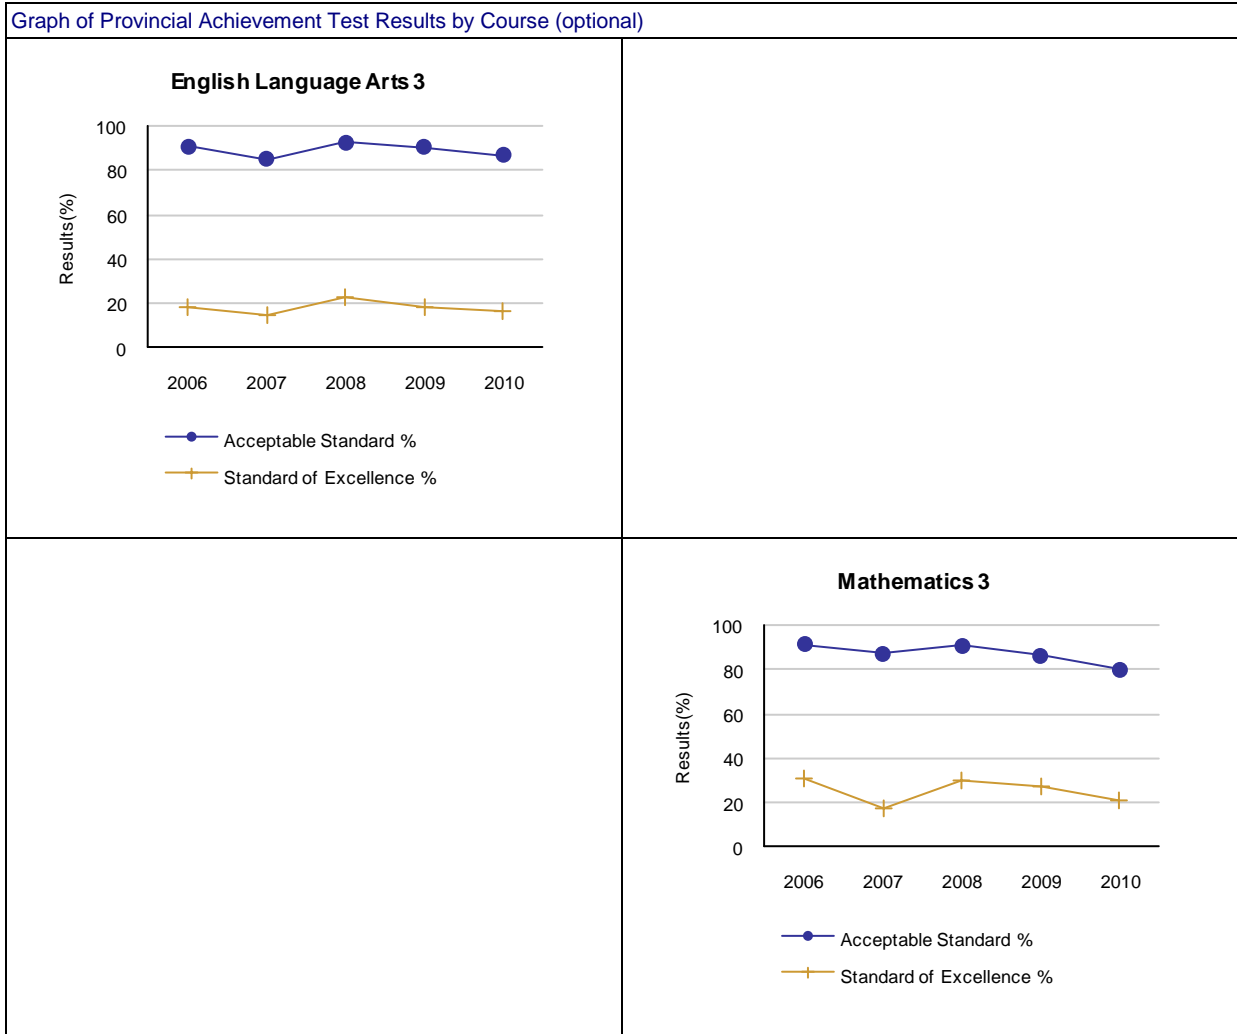 Graph of Provincial Achievement Test Results by Course (optional)
English Language Arts 3
100
80
60
40
20
0
Results(%)
2006 2007 2008 2009 2010
Acceptable Standard %
Standard of Excellence %
Mathematics 3
100
80
60
40
20
0
Results(%)
2006 2007 2008 2009 2010
Acceptable Standard %
Standard of Excellence %